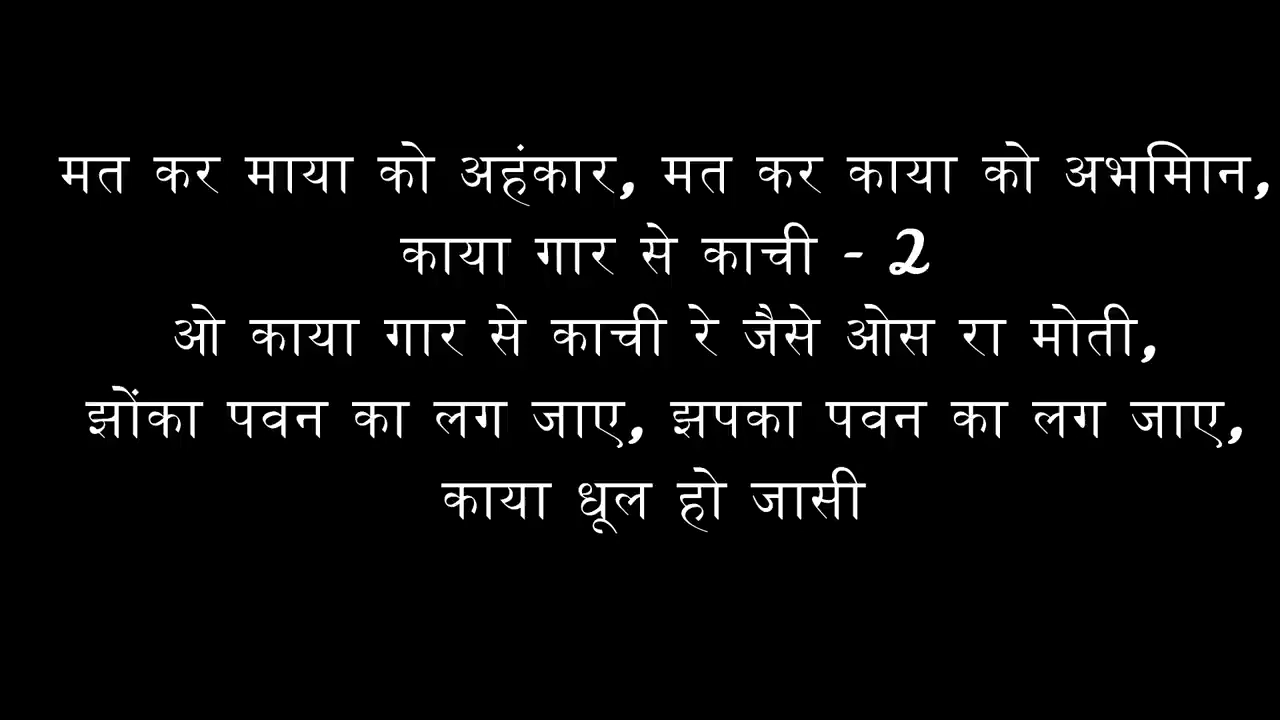 मत कर माया को अहंकार, मत कर काया को अभमिान,
काया गार से काची - 2
ओ काया गार से काची रे जैसे ओस रा मोती,
झोंका पवन का लग जाए, झपका पवन का लग जाए,
काया धूल हो जासी